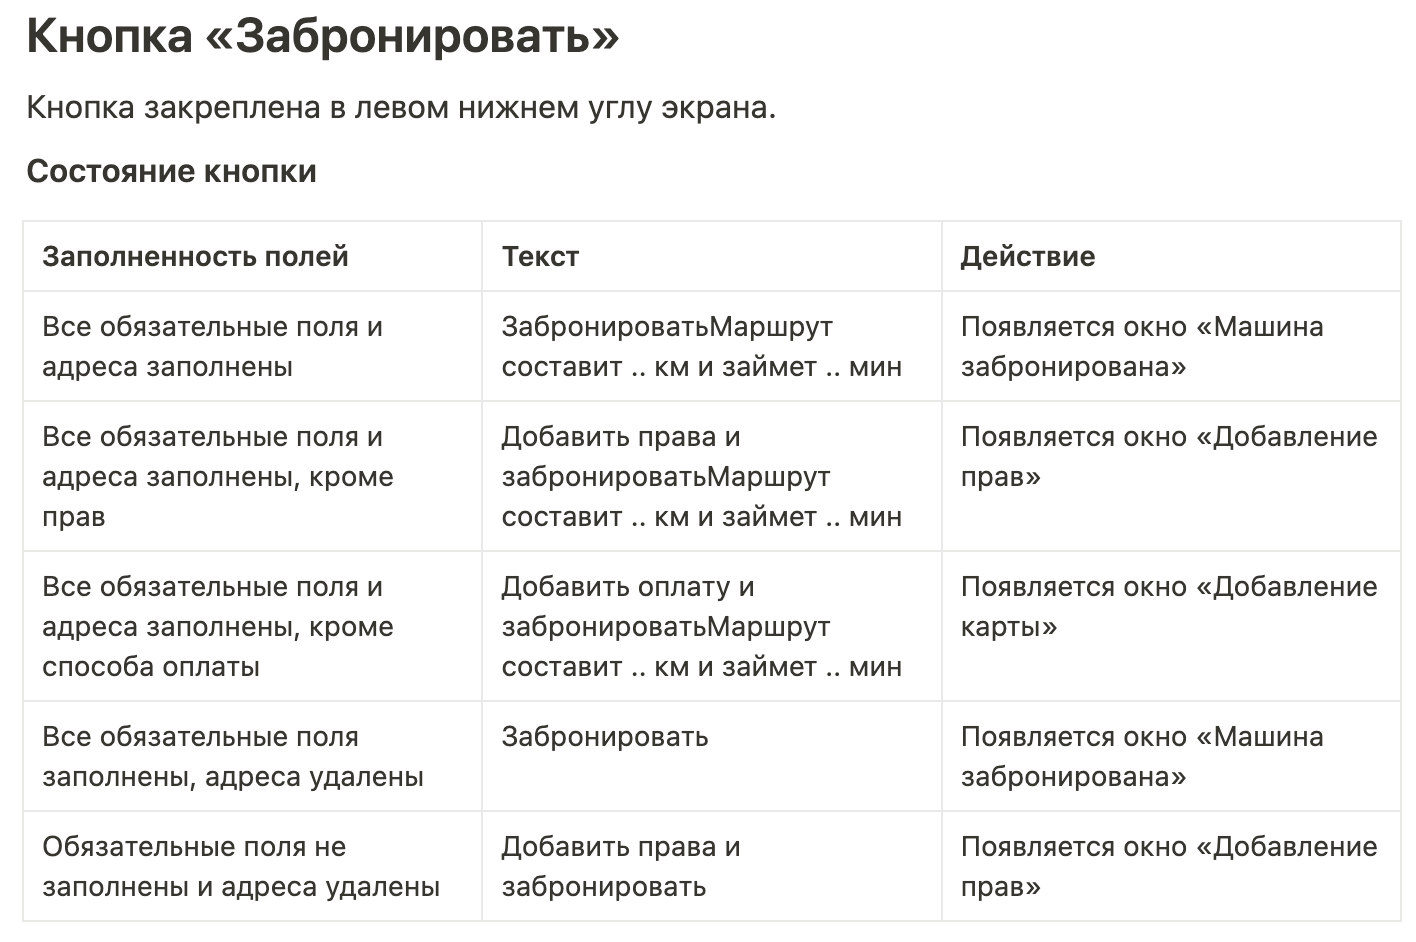 Кнопка «Забронировать»
Кнопка закреплена в левом нижнем углу экрана.
Состояние кнопки
Заполненность полей
Текст
Действие
Все обязательные поля и
адреса заполнены
ЗабронироватьМаршрут
составит .. км и займет .. мин
Появляется окно «Машина
забронирована»
Все обязательные поля и
адреса заполнены, кроме
прав
Добавить права и
забронироватьМаршрут
составит .. км и займет .. мин
Появляется окно «Добавление
прав»
Все обязательные поля и
адреса заполнены, кроме
способа оплаты
Добавить оплату и
забронироватьМаршрут
составит .. км и займет .. мин
Появляется окно «Добавление
карты»
Все обязательные поля
заполнены, адреса удалены
Забронировать
Появляется окно «Машина
забронирована»
Обязательные поля не
заполнены и адреса удалены
Добавить права и
забронировать
Появляется окно «Добавление
прав»